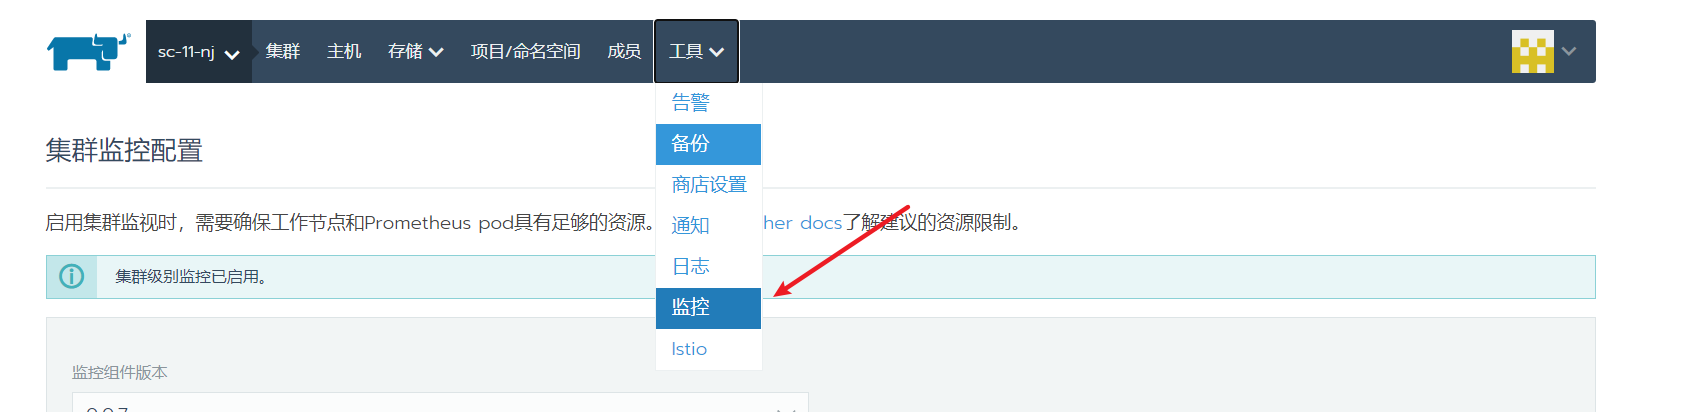 sc-11-nj 集群 主机 存储 项目/命名空间 成员 工具
告警
备份
商店设置
通知
日志
监控
Istio
集群监控配置
启用集群监视时，需要确保工作节点和Prometheus pod具有足够的资源。 her docs了解建议的资源限制。
集群级别监控已启用。
监控组件版本